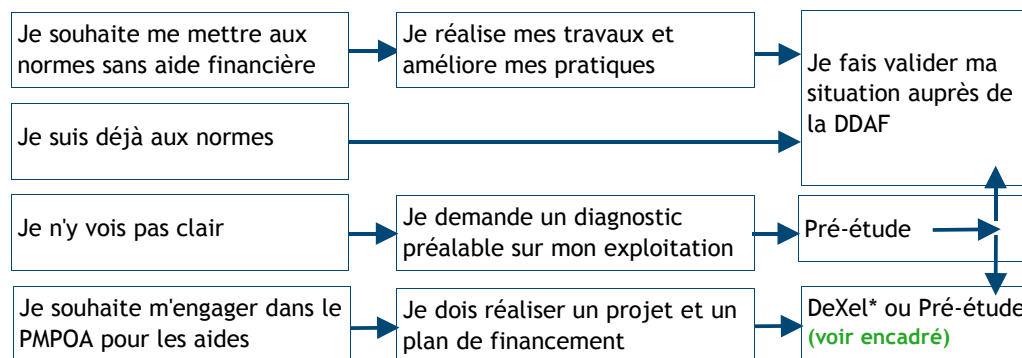 Je souhaite me mettre aux
normes sans aide financière
Je réalise mes travaux et
améliore mes pratiques
Je fais valider ma
situation auprès de
la DDAF
Je suis déjà aux normes
Je n'y vois pas clair
Je demande un diagnostic
préalable sur mon exploitation
Pré-étude
Je souhaite m'engager dans le
PMPOA pour les aides
Je dois réaliser un projet et un
plan de financement
DeXel* ou Pré-étude
(voir encadré)